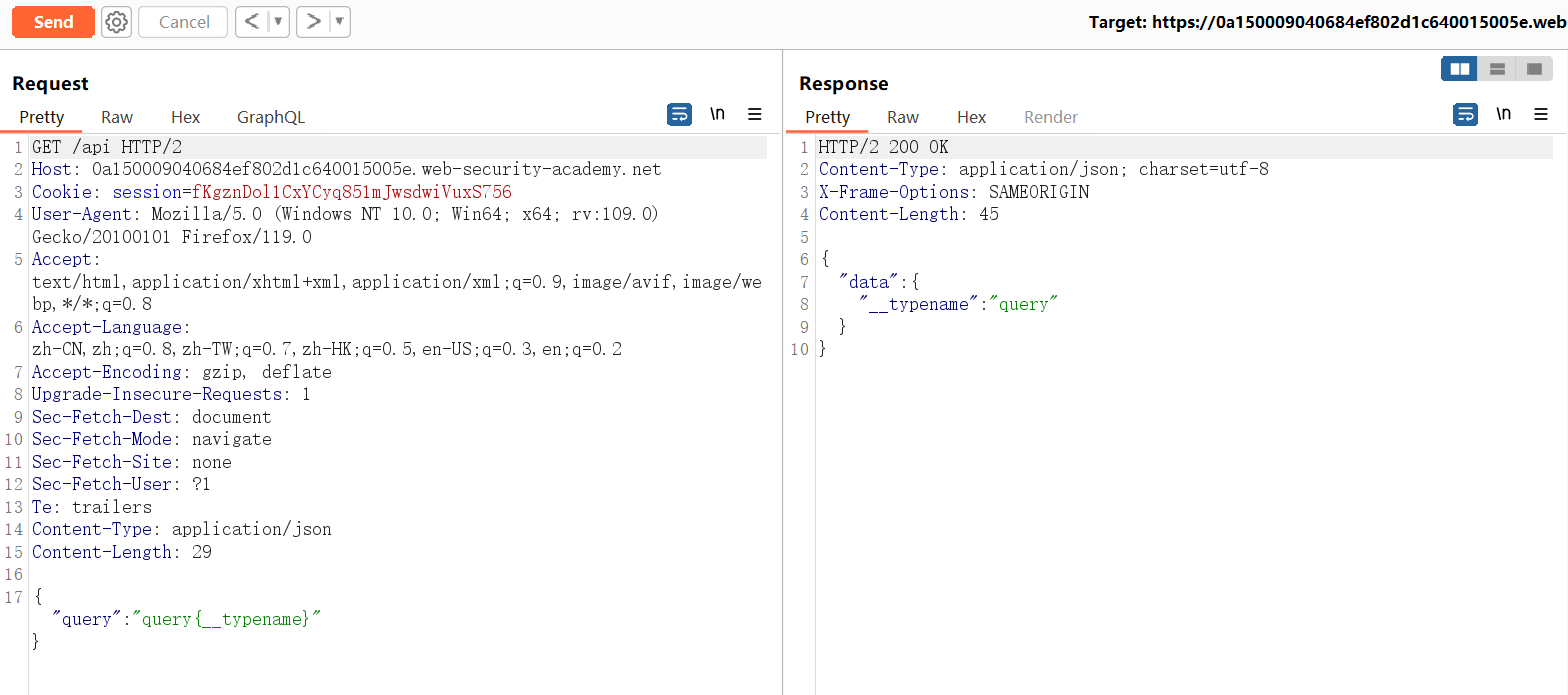 Send
Cancel
< ▼
> ▼
Target: https://0a150009040684ef802d1c640015005e.web
Request
Pretty Raw Hex GraphQL
\n
1 GET /api HTTP/2
2 Host: 0a150009040684ef802d1c640015005e.web-security-academy.net
3 Cookie: session=fKgznDol1CxYCyq851mJwsdwiVuxS756
4 User-Agent: Mozilla/5.0 (Windows NT 10.0; Win64; x64; rv:109.0)
Gecko/20100101 Firefox/119.0
5 Accept:
text/html,application/xhtml+xml,application/xml;q=0.9,image/avif,image/we
bp,*/*;q=0.8
6 Accept-Language:
zh-CN,zh;q=0.8,zh-TW;q=0.7,zh-HK;q=0.5,en-US;q=0.3,en;q=0.2
7 Accept-Encoding: gzip, deflate
8 Upgrade-Insecure-Requests: 1
9 Sec-Fetch-Dest: document
10 Sec-Fetch-Mode: navigate
11 Sec-Fetch-Site: none
12 Sec-Fetch-User: ?1
13 Te: trailers
14 Content-Type: application/json
15 Content-Length: 29
16
17 {
"query":"query{__typename}"
}
Response
Pretty Raw Hex Render
\n
1 HTTP/2 200 OK
2 Content-Type: application/json; charset=utf-8
3 X-Frame-Options: SAMEORIGIN
4 Content-Length: 45
5
6 {
7 "data":{
8 "__typename":"query"
9 }
10 }